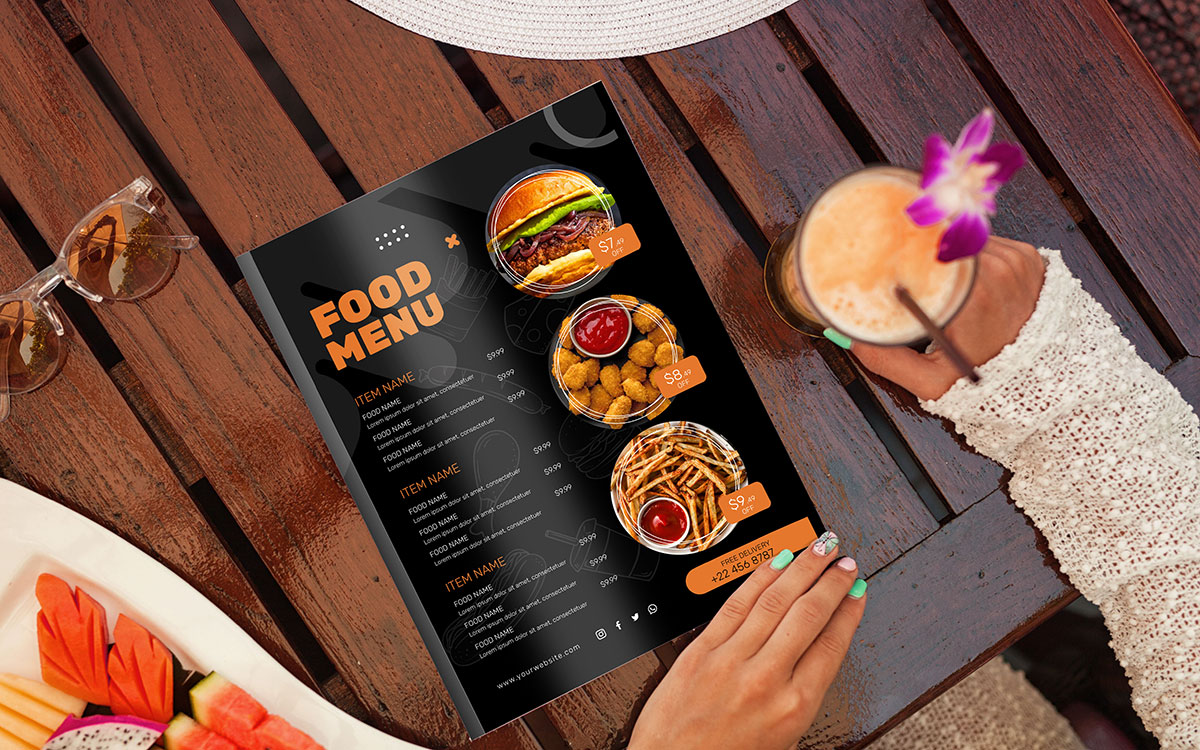 FOOD
MENU
ITEM NAME
FOOD NAME $9.99
Lorem ipsum dolor sit amet, consectetuer
FOOD NAME $9.99
Lorem ipsum dolor sit amet, consectetuer
FOOD NAME $9.99
Lorem ipsum dolor sit amet, consectetuer
ITEM NAME
FOOD NAME $9.99
Lorem ipsum dolor sit amet, consectetuer
FOOD NAME $9.99
Lorem ipsum dolor sit amet, consectetuer
FOOD NAME $9.99
Lorem ipsum dolor sit amet, consectetuer
ITEM NAME
FOOD NAME $9.99
Lorem ipsum dolor sit amet, consectetuer
FOOD NAME $9.99
Lorem ipsum dolor sit amet, consectetuer
FOOD NAME $9.99
Lorem ipsum dolor sit amet, consectetuer
www.yourwebsite.com
$7.49
OFF
$8.49
OFF
$9.49
OFF
FREE DELIVERY
+22 456 8787